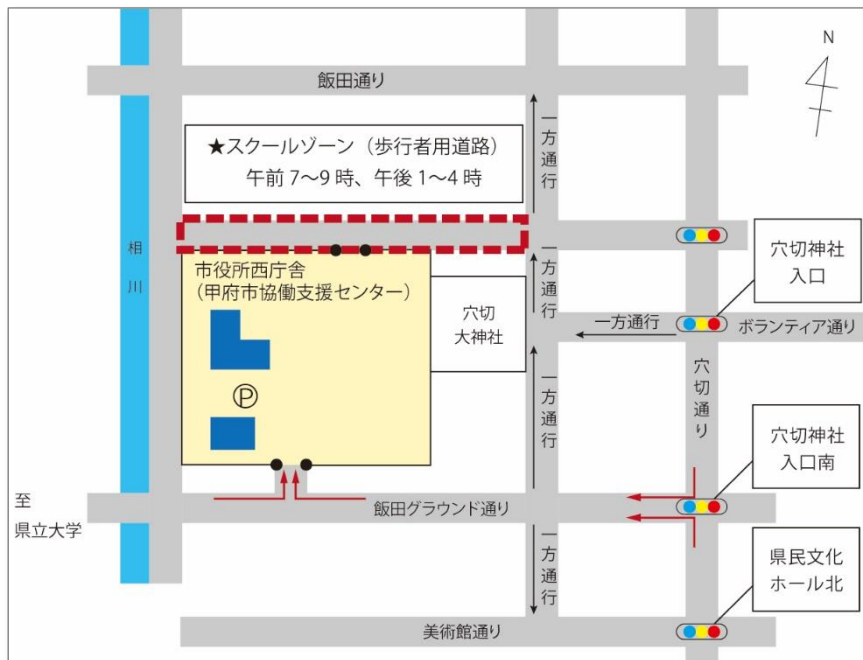 N
飯田通り
一方通行
★スクールゾーン（歩行者用道路）
午前 7～9 時、午後 1～4 時
相川
市役所西庁舎
（甲府市協働支援センター）
穴切
大神社
一方通行
穴切神社
入口
一方通行
ボランティア通り
Ⓟ
一方通行
穴切通り
穴切神社
入口南
至
県立大学
飯田グラウンド通り
一方通行
県民文化
ホール北
美術館通り